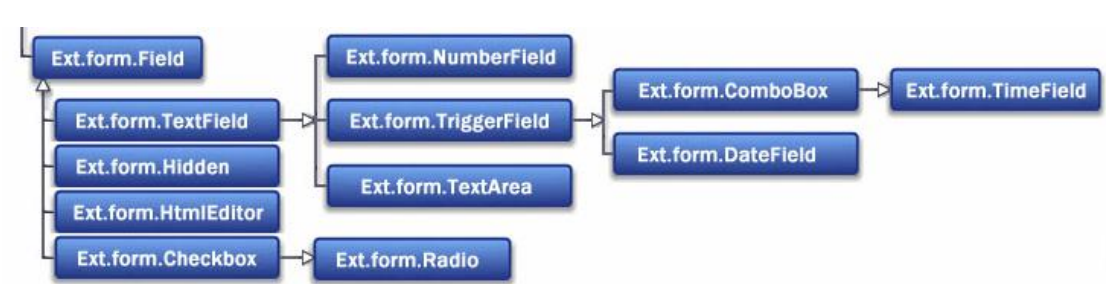 Ext.form.Field
Ext.form.NumberField
Ext.form.ComboBox
Ext.form.TimeField
Ext.form.TextField
Ext.form.TriggerField
Ext.form.DateField
Ext.form.Hidden
Ext.form.TextArea
Ext.form.HtmlEditor
Ext.form.Checkbox
Ext.form.Radio